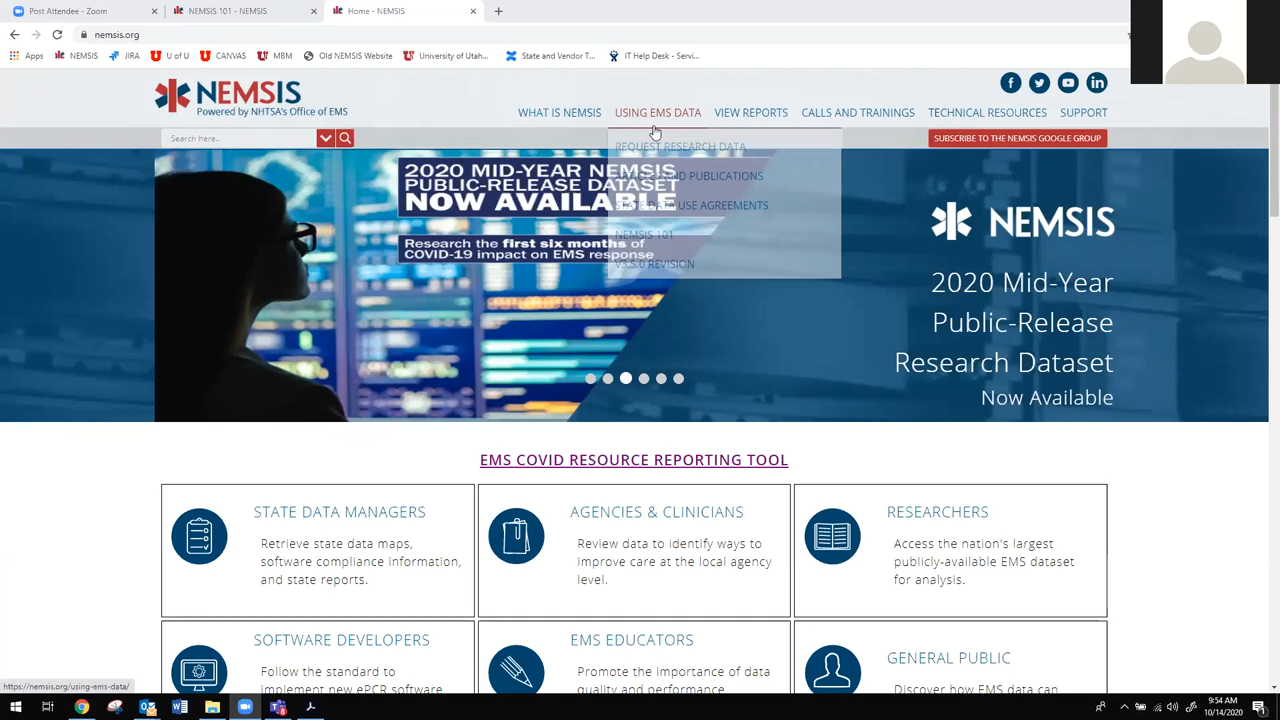 Post Attendee - Zoom
NEMSIS 101 - NEMSIS
Home - NEMSIS
nemsis.org
Apps
NEMSIS
JIRA
U of U
CANVAS
MBM
Old NEMSIS Website
University of Utah...
State and Vendor T...
IT Help Desk - Servi...
NEMSIS
Powered by NHTSA's Office of EMS
WHAT IS NEMSIS
USING EMS DATA
VIEW REPORTS
CALLS AND TRAININGS
TECHNICAL RESOURCES
SUPPORT
Search here..
SUBSCRIBE TO THE NEMSIS GOOGLE GROUP
REQUEST RESEARCH DATA
AND PUBLICATIONS
STATE DATA USE AGREEMENTS
NEMSIS 101
V3.5.0 REVISION
2020 MID-YEAR NEMSIS
PUBLIC-RELEASE DATASET
NOW AVAILABLE
Research the first six months of
COVID-19 impact on EMS response
NEMSIS
2020 Mid-Year
Public-Release
Research Dataset
Now Available
EMS COVID RESOURCE REPORTING TOOL
STATE DATA MANAGERS
Retrieve state data maps,
software compliance information,
and state reports.
AGENCIES & CLINICIANS
Review data to identify ways to
improve care at the local agency
level.
RESEARCHERS
Access the nation's largest
publicly-available EMS dataset
for analysis.
SOFTWARE DEVELOPERS
Follow the standard to
implement new ePCR software
EMS EDUCATORS
Promote the importance of data
quality and performance
GENERAL PUBLIC
Discover how EMS data can
https://nemsis.org/using-ems-data/
9:54 AM
10/14/2020